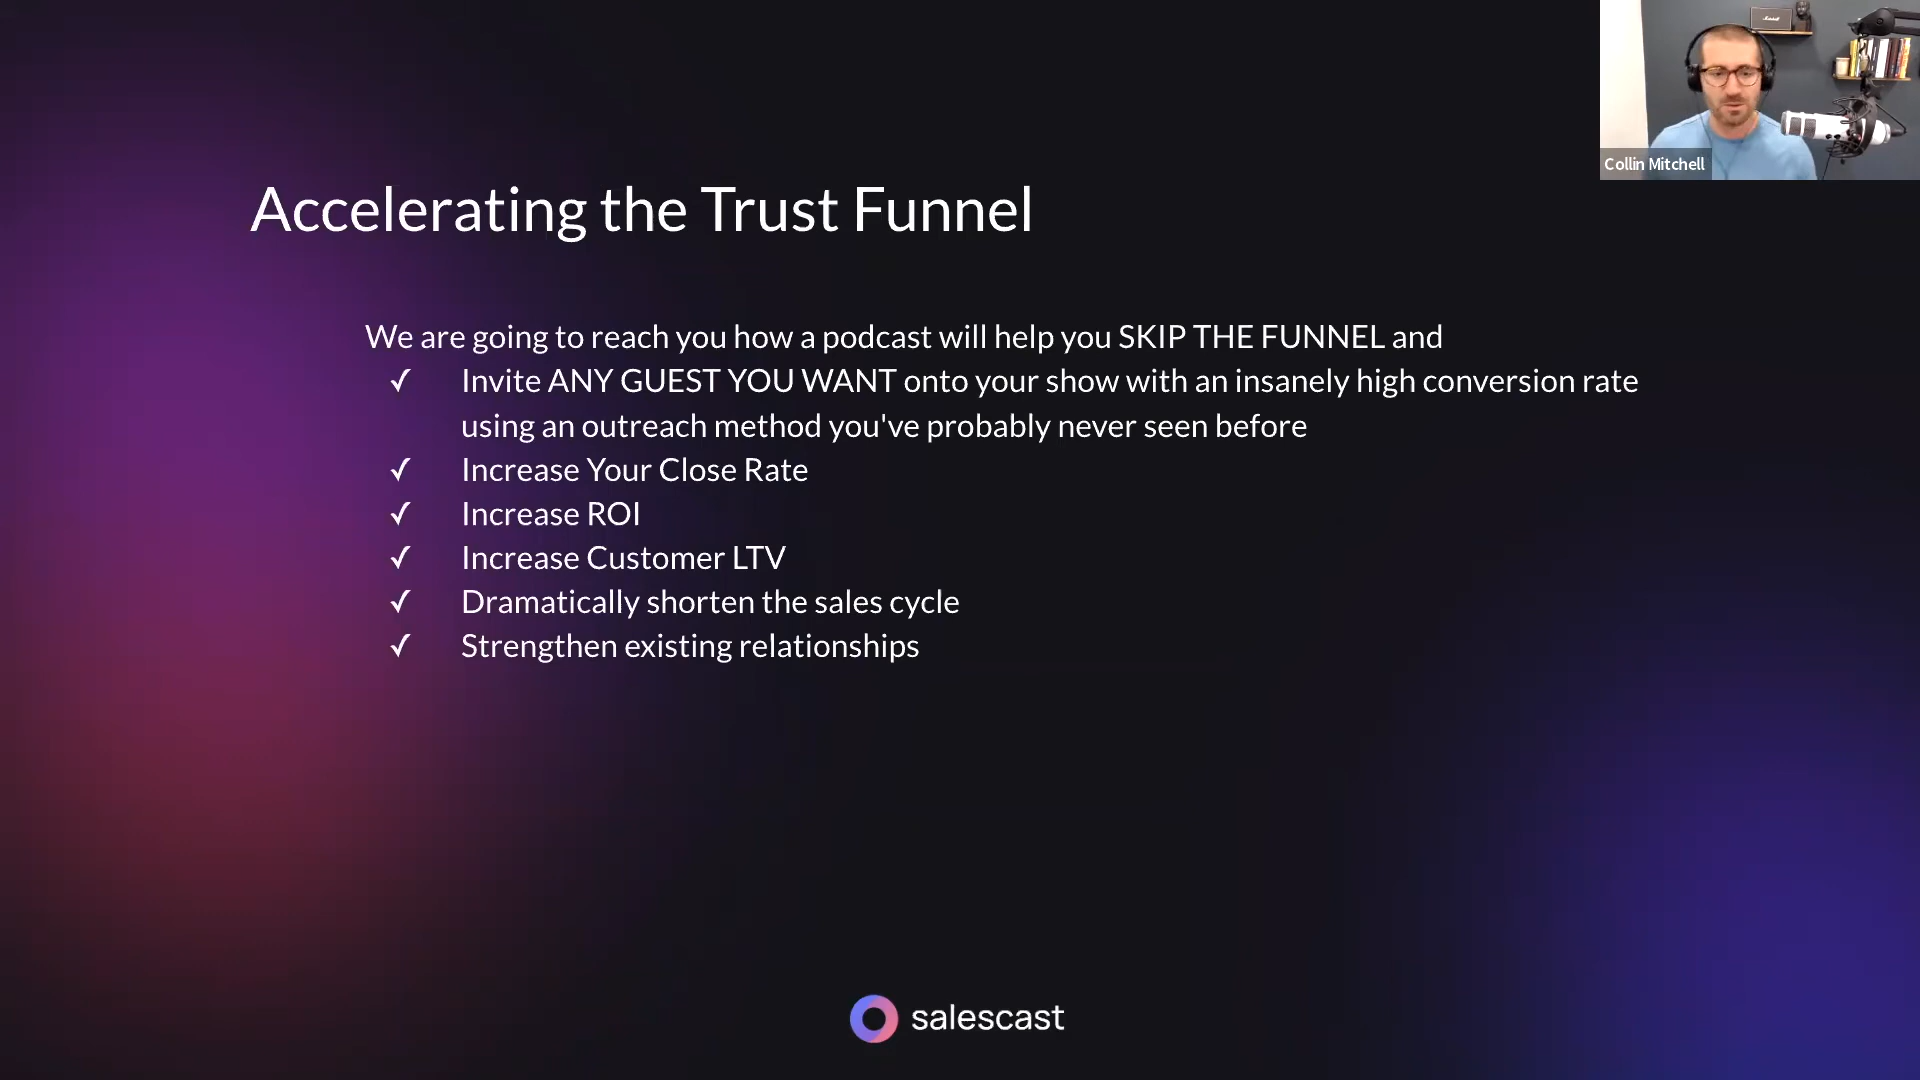 Accelerating the Trust Funnel
We are going to reach you how a podcast will help you SKIP THE FUNNEL and
✓ Invite ANY GUEST YOU WANT onto your show with an insanely high conversion rate
using an outreach method you've probably never seen before
✓ Increase Your Close Rate
✓ Increase ROI
✓ Increase Customer LTV
✓ Dramatically shorten the sales cycle
✓ Strengthen existing relationships
Collin Mitchell
salescast